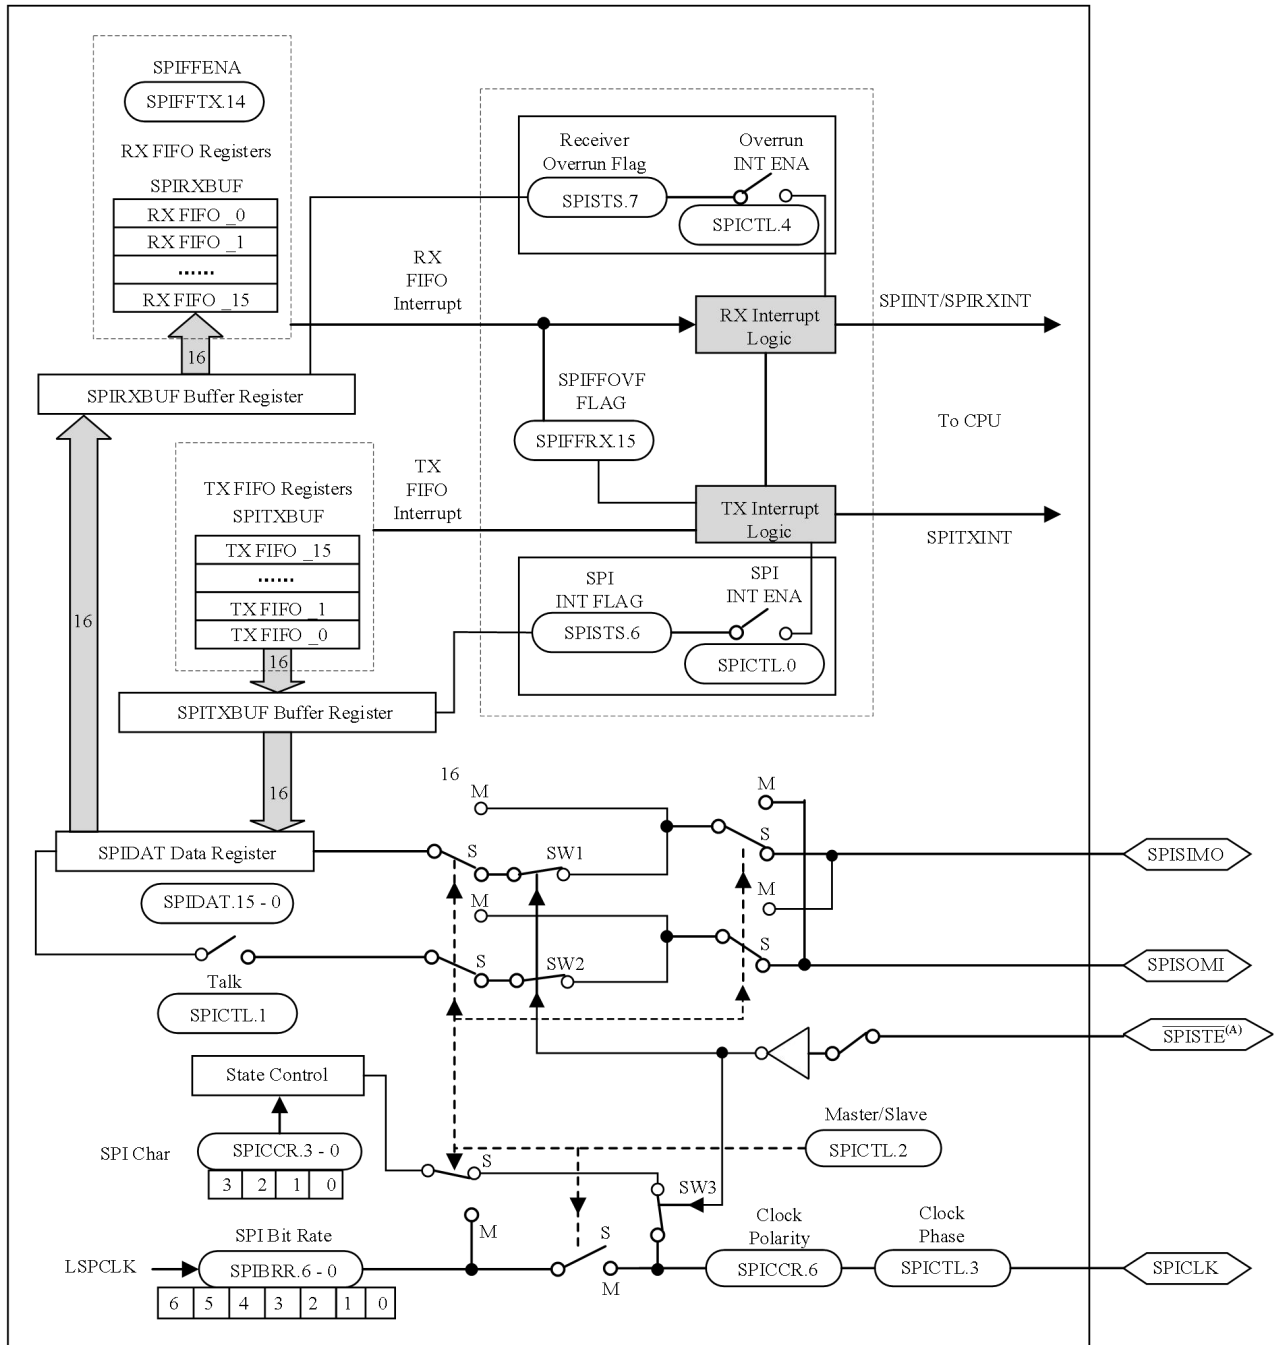 SPIFFENA
SPIFFTX.14
RX FIFO Registers
SPIRXBUF
RX FIFO _0
RX FIFO _1
......
RX FIFO _15
16
SPIRXBUF Buffer Register
Receiver
Overrun Flag
SPISTS.7
Overrun
INT ENA
SPICTL.4
RX
FIFO
Interrupt
RX Interrupt
Logic
SPIINT/SPIRXINT
SPIFFOVF
FLAG
SPIFFRX.15
To CPU
TX FIFO Registers
SPITXBUF
TX FIFO _15
......
TX FIFO _1
TX FIFO _0
16
TX
FIFO
Interrupt
TX Interrupt
Logic
SPITXINT
SPI
INT FLAG
SPISTS.6
SPI
INT ENA
SPICTL.0
16
SPITXBUF Buffer Register
16
16
M
M
SPIDAT Data Register
S
SW1
S
SPISIMO
SPIDAT.15 - 0
M
M
S
SW2
S
SPISOMI
Talk
SPICTL.1
SPISTE(A)
State Control
Master/Slave
SPICTL.2
SPI Char
SPICCR.3 - 0
3 2 1 0
S
SW3
M
SPI Bit Rate
LSPCLK
SPIBRR.6 - 0
6 5 4 3 2 1 0
S
M
Clock
Polarity
SPICCR.6
Clock
Phase
SPICTL.3
SPICLK